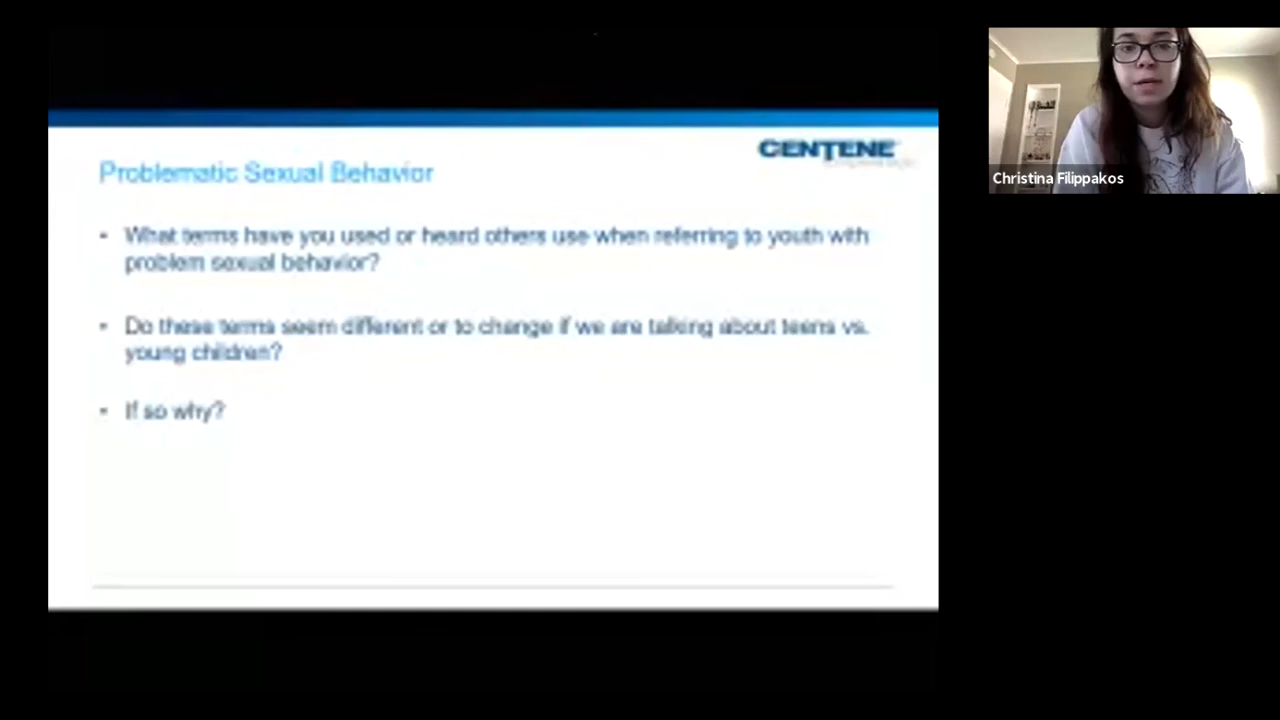 CENTENE
Problematic Sexual Behavior
• What terms have you used or heard others use when referring to youth with
problem sexual behavior?
• Do these terms seem different or to change if we are talking about teens vs.
young children?
• If so why?
Christina Filippakos